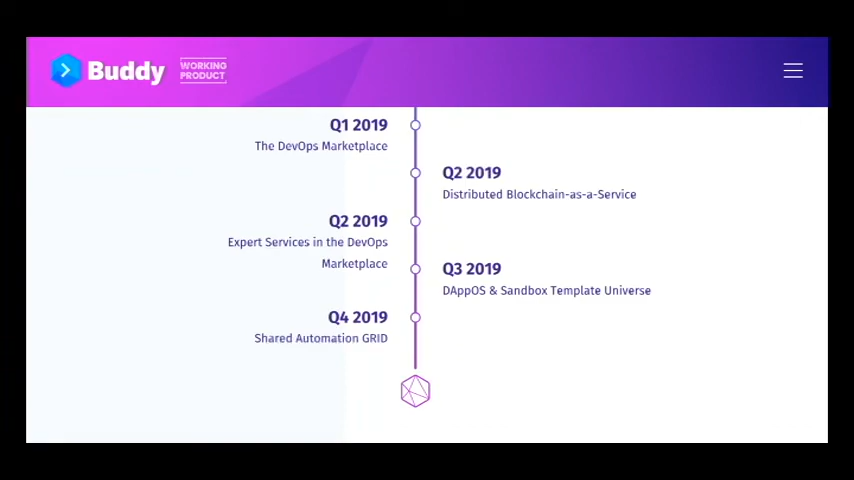 Buddy
WORKING
PRODUCT
Q1 2019
The DevOps Marketplace
Q2 2019
Distributed Blockchain-as-a-Service
Q2 2019
Expert Services in the DevOps
Marketplace
Q3 2019
DAppOS & Sandbox Template Universe
Q4 2019
Shared Automation GRID